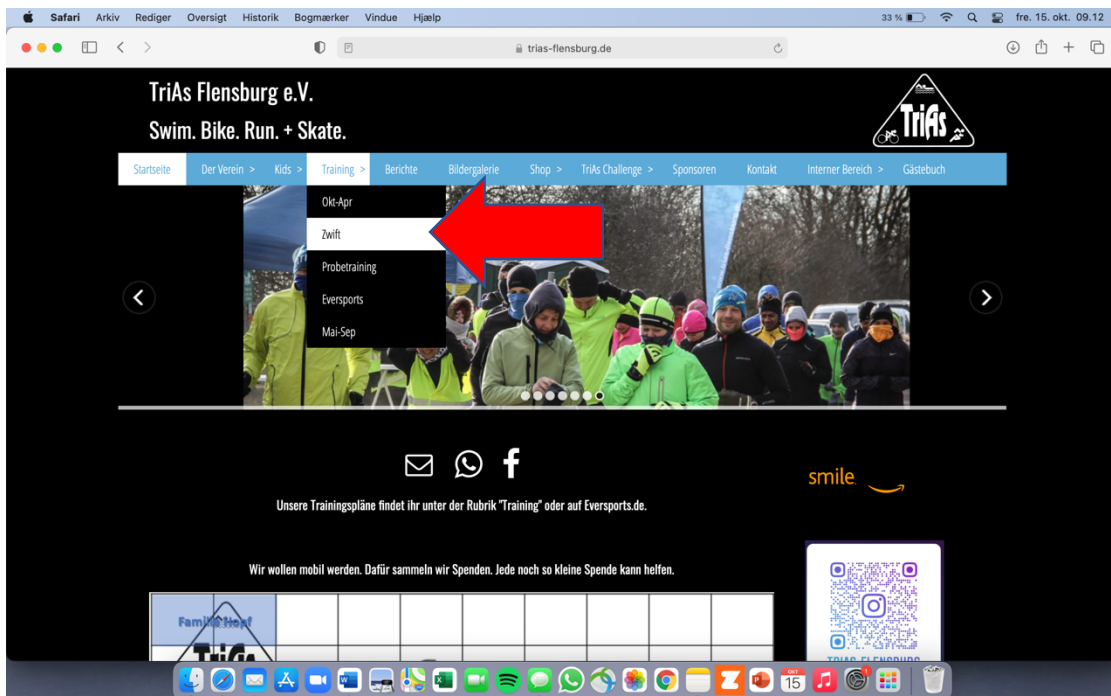 Safari Arkiv Rediger Oversigt Historik Bogmærker Vindue Hjælp 33 % fre. 15. okt. 09.12
trias-flensburg.de
TriAs Flensburg e.V.
Swim. Bike. Run. + Skate.
TriAs
Startseite Der Verein > Kids > Training > Berichte Bildergalerie Shop > TriAs Challenge > Sponsoren Kontakt Interner Bereich > Gästebuch
Okt-Apr
Zwift
Probetraining
Eversports
Mai-Sep
smile
Unsere Trainingspläne findet ihr unter der Rubrik "Training" oder auf Eversports.de.
Wir wollen mobil werden. Dafür sammeln wir Spenden. Jede noch so kleine Spende kann helfen.
Familie Hopf
TriAs
TRIAS_FLENSBURG
OKT
15